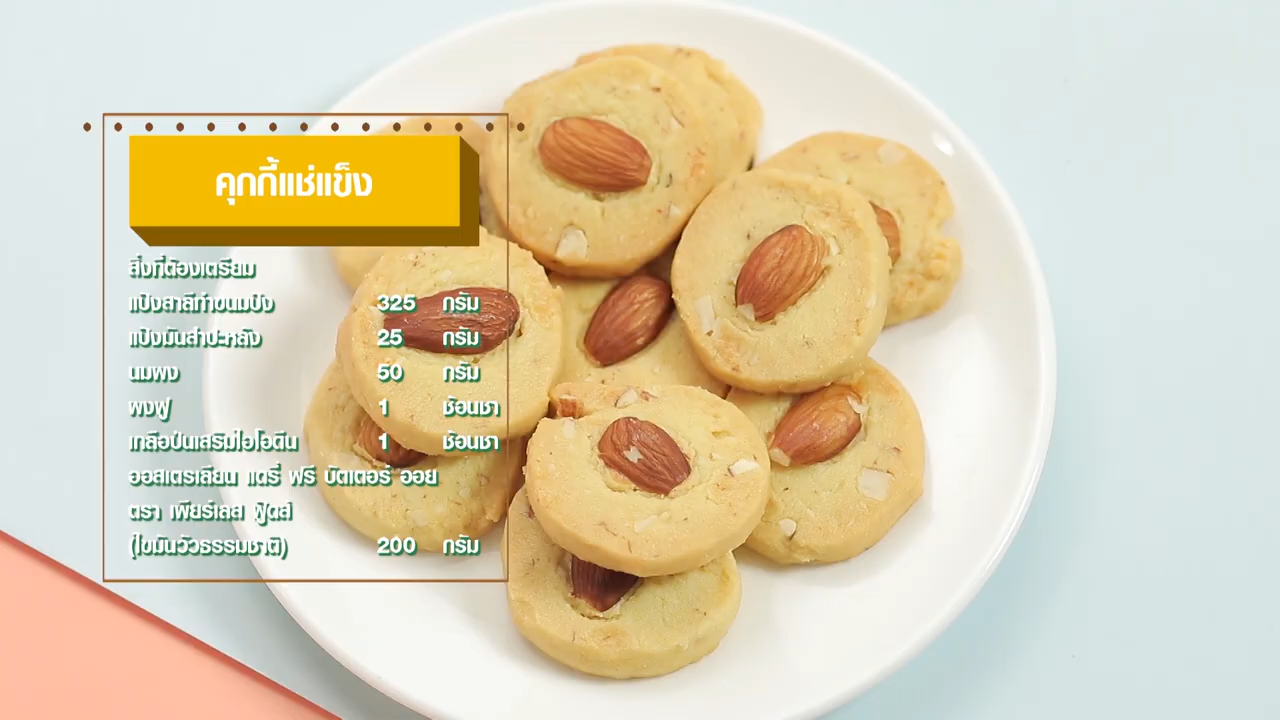 คุกกี้แช่แข็ง
สิ่งที่ต้องเตรียม
แป้งสาลีทำขนมปัง 325 กรัม
แป้งมันสำปะหลัง 25 กรัม
นมผง 50 กรัม
ผงฟู 1 ช้อนชา
เกลือป่นเสริมไอโอดีน 1 ช้อนชา
ออสเตรเลียน แดรี่ ฟรี บัตเตอร์ ออย
ตรา เพียร์เลส ฟู้ดส์
(ไขมันวัวธรรมชาติ) 200 กรัม